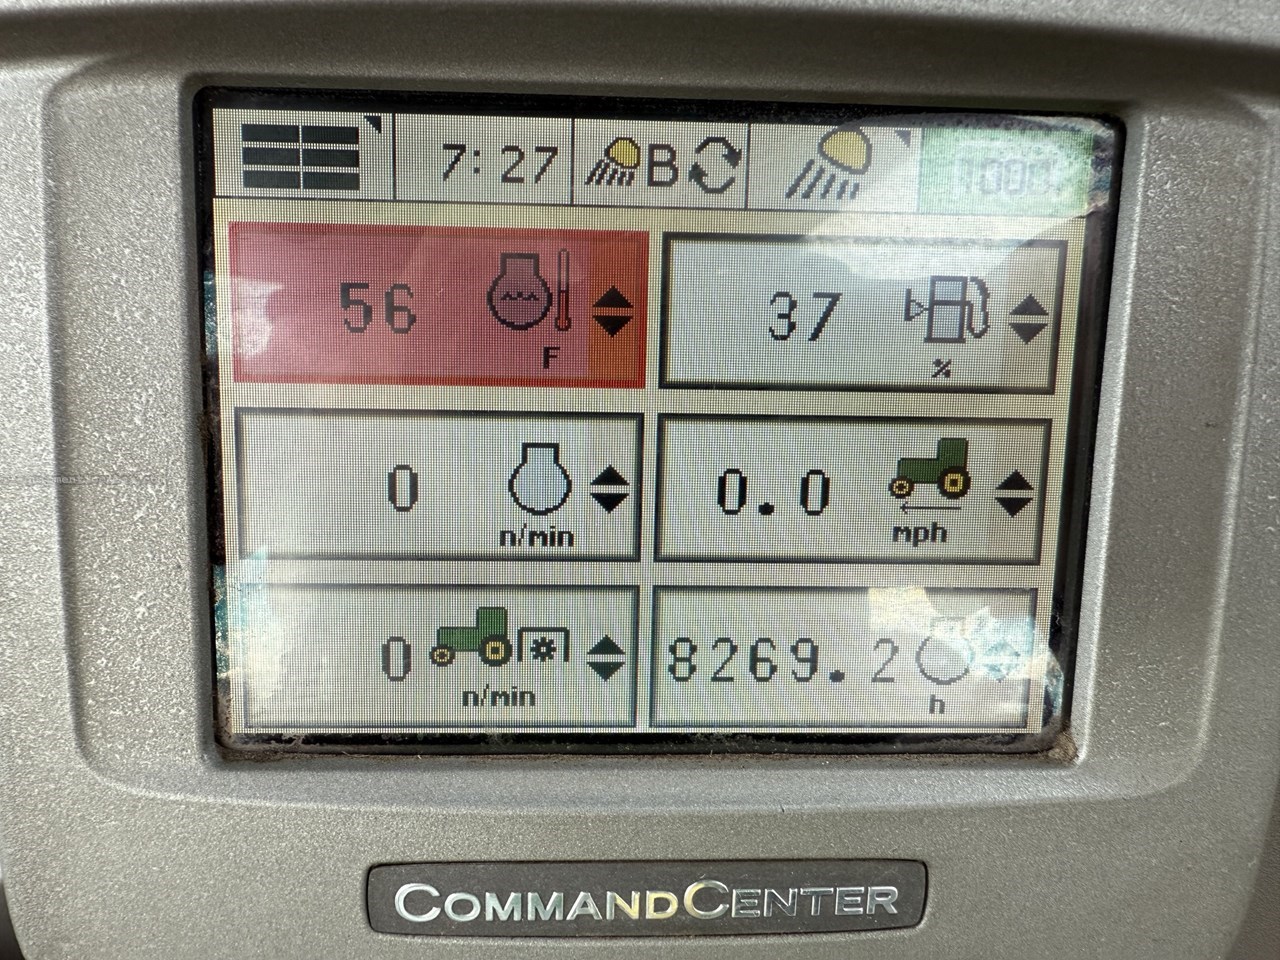 7:27 B
56
F
37
%
0
n/min
0.0
mph
0
n/min
8269.2
h
COMMANDCENTER